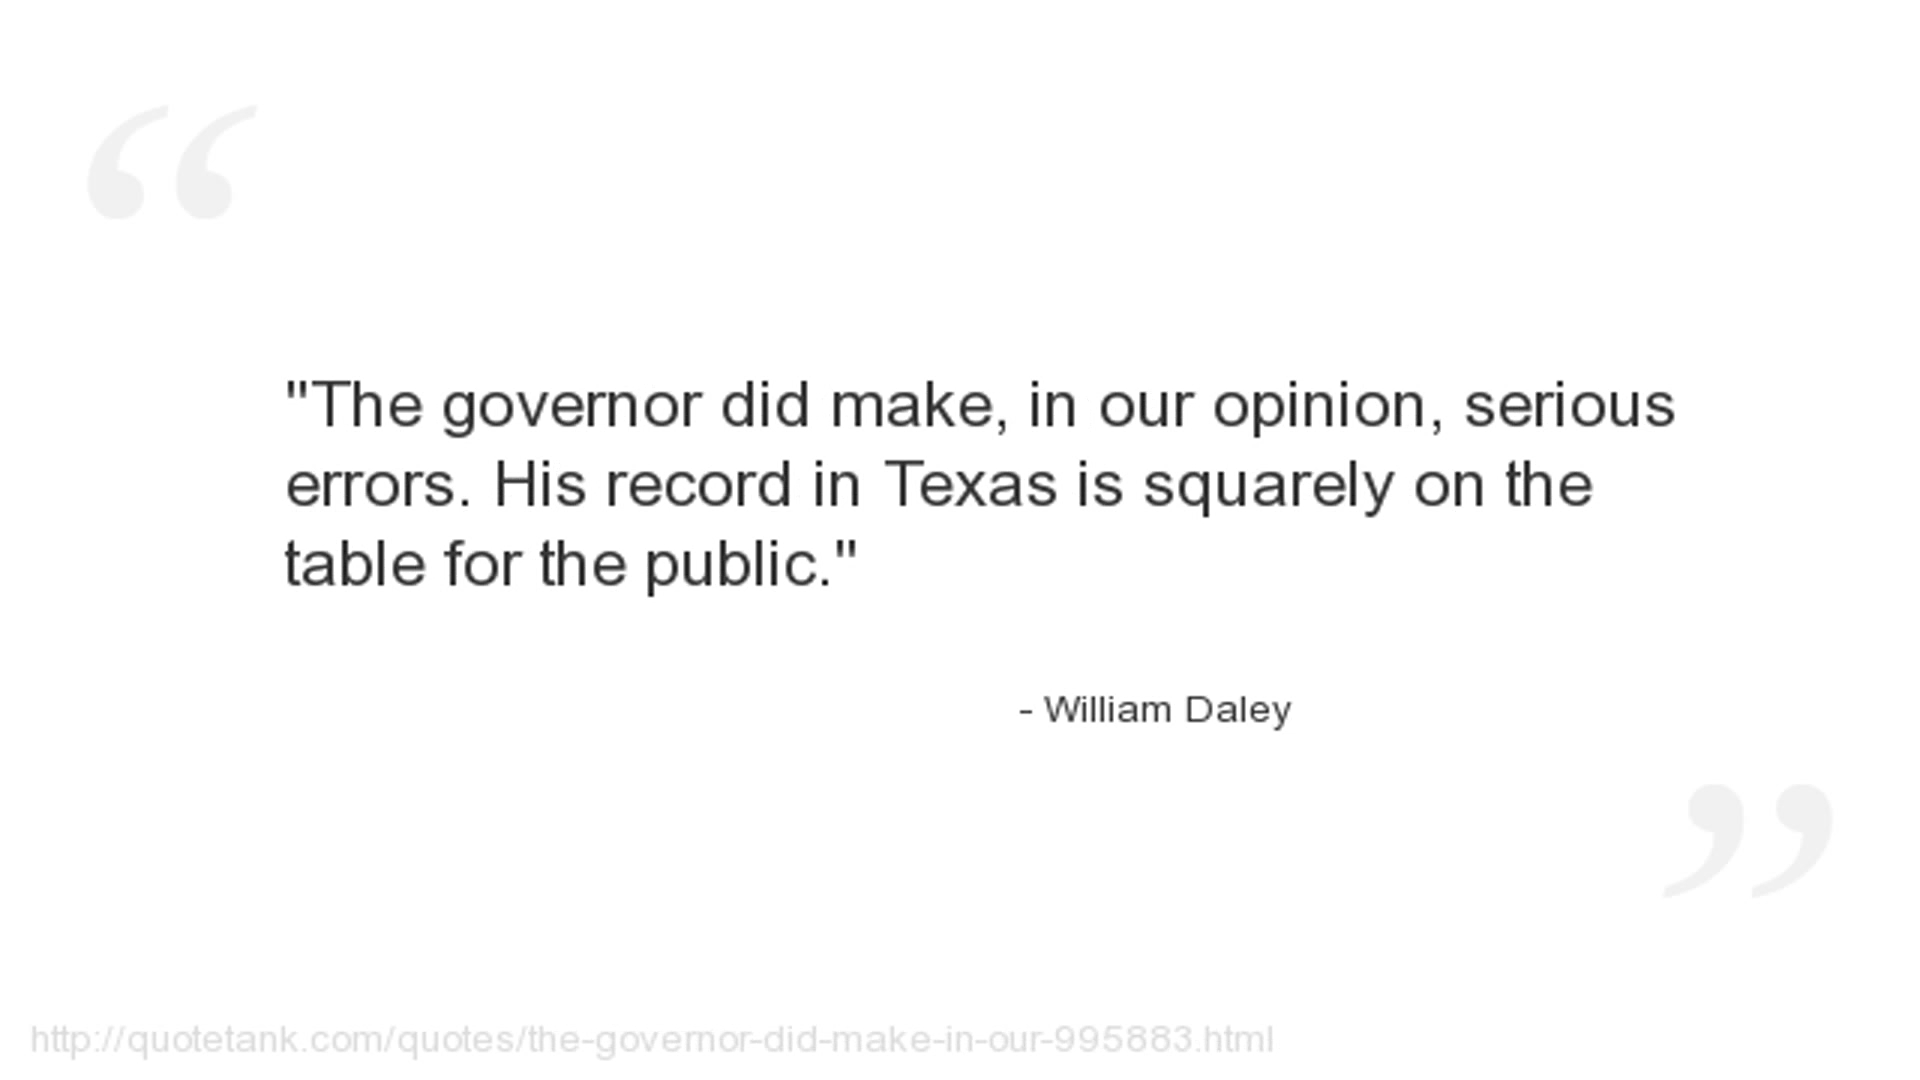 "The governor did make, in our opinion, serious
errors. His record in Texas is squarely on the
table for the public."
- William Daley
http://quotetank.com/quotes/the-governor-did-make-in-our-995883.html